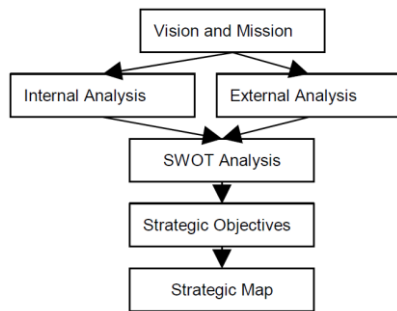 Vision and Mission
Internal Analysis
External Analysis
SWOT Analysis
Strategic Objectives
Strategic Map